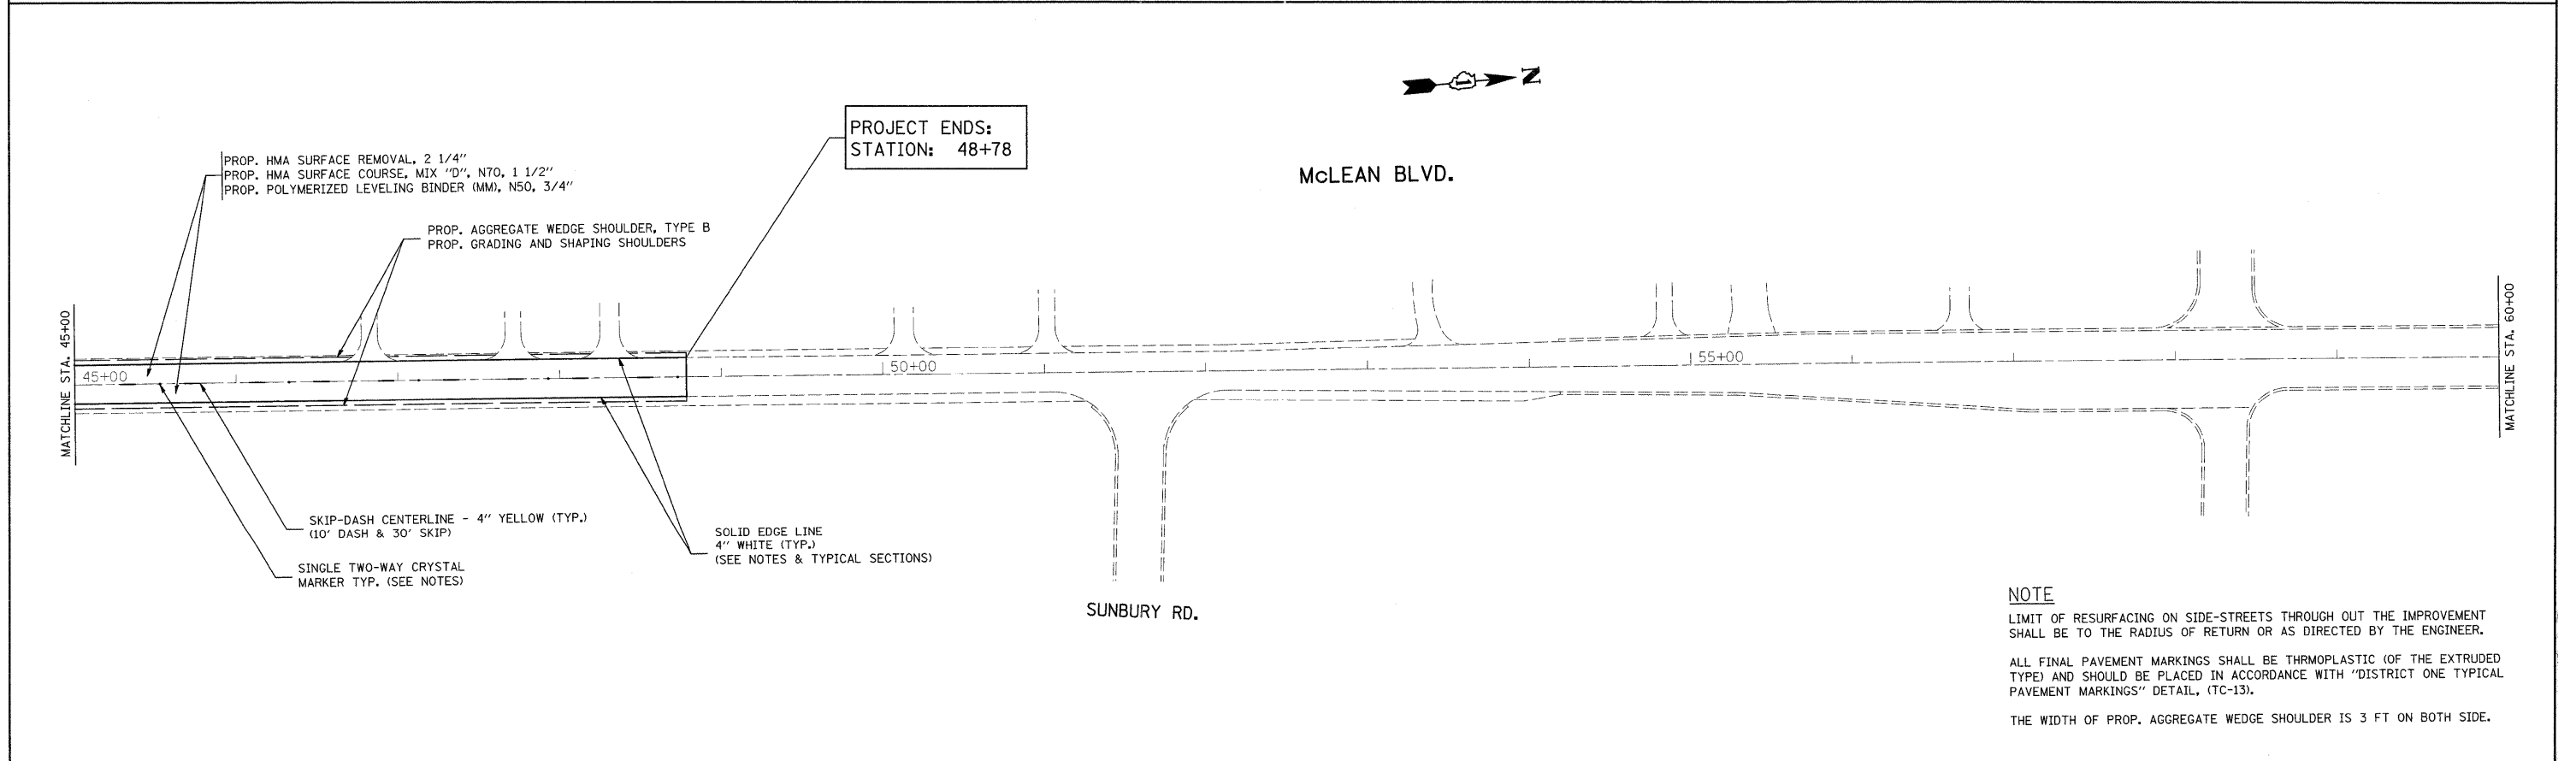 N
PROJECT ENDS:
STATION: 48+78
McLEAN BLVD.
PROP. HMA SURFACE REMOVAL, 2 1/4"
PROP. HMA SURFACE COURSE, MIX "D", N70, 1 1/2"
PROP. POLYMERIZED LEVELING BINDER (MM), N50, 3/4"
PROP. AGGREGATE WEDGE SHOULDER, TYPE B
PROP. GRADING AND SHAPING SHOULDERS
MATCHLINE STA. 45+00
45+00
50+00
55+00
MATCHLINE STA. 60+00
SKIP-DASH CENTERLINE - 4" YELLOW (TYP.)
(10' DASH & 30' SKIP)
SINGLE TWO-WAY CRYSTAL
MARKER TYP. (SEE NOTES)
SOLID EDGE LINE
4" WHITE (TYP.)
(SEE NOTES & TYPICAL SECTIONS)
SUNBURY RD.
NOTE
LIMIT OF RESURFACING ON SIDE-STREETS THROUGH OUT THE IMPROVEMENT
SHALL BE TO THE RADIUS OF RETURN OR AS DIRECTED BY THE ENGINEER.
ALL FINAL PAVEMENT MARKINGS SHALL BE THRMOPLASTIC (OF THE EXTRUDED
TYPE) AND SHOULD BE PLACED IN ACCORDANCE WITH "DISTRICT ONE TYPICAL
PAVEMENT MARKINGS" DETAIL, (TC-13).
THE WIDTH OF PROP. AGGREGATE WEDGE SHOULDER IS 3 FT ON BOTH SIDE.